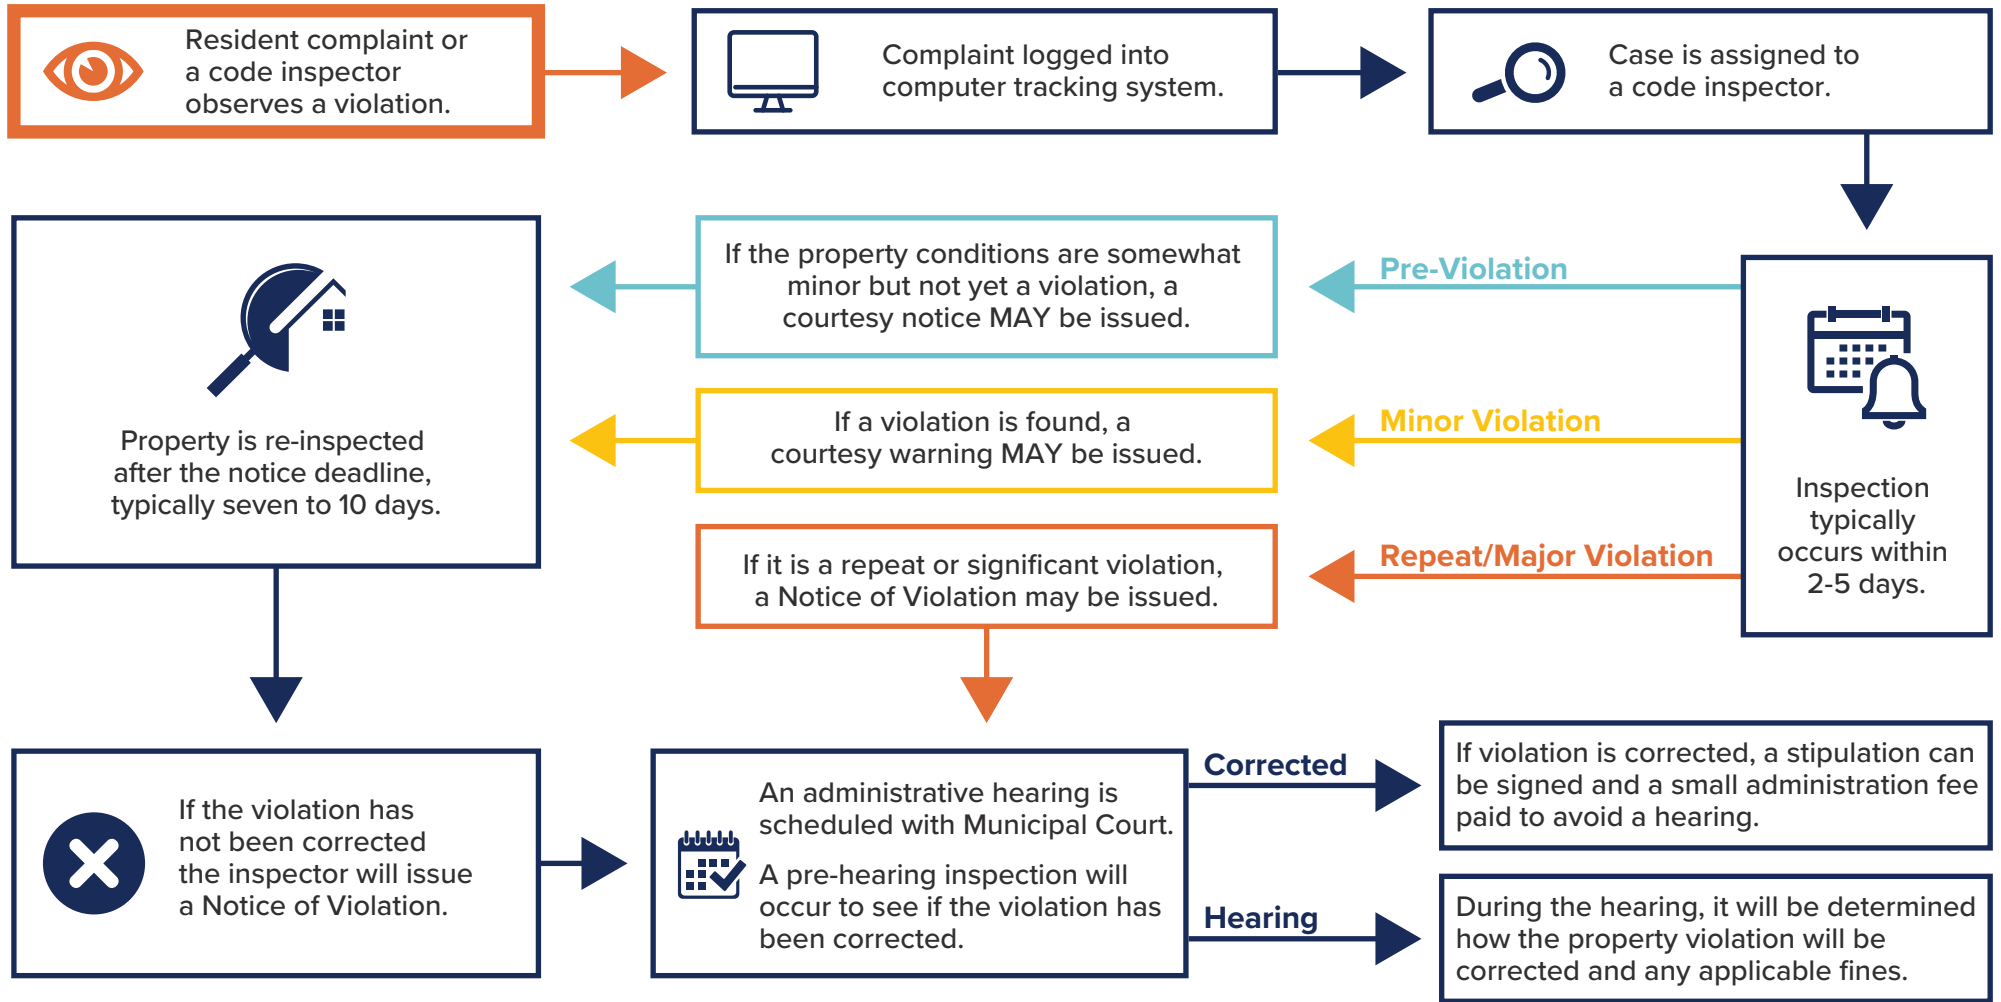 Resident complaint or
a code inspector
observes a violation.
Complaint logged into
computer tracking system.
Case is assigned to
a code inspector.
Inspection
typically
occurs within
2-5 days.
Pre-Violation
If the property conditions are somewhat
minor but not yet a violation, a
courtesy notice MAY be issued.
Minor Violation
If a violation is found, a
courtesy warning MAY be issued.
Repeat/Major Violation
If it is a repeat or significant violation,
a Notice of Violation may be issued.
Property is re-inspected
after the notice deadline,
typically seven to 10 days.
If the violation has
not been corrected
the inspector will issue
a Notice of Violation.
An administrative hearing is
scheduled with Municipal Court.
A pre-hearing inspection will
occur to see if the violation has
been corrected.
Corrected
If violation is corrected, a stipulation can
be signed and a small administration fee
paid to avoid a hearing.
Hearing
During the hearing, it will be determined
how the property violation will be
corrected and any applicable fines.